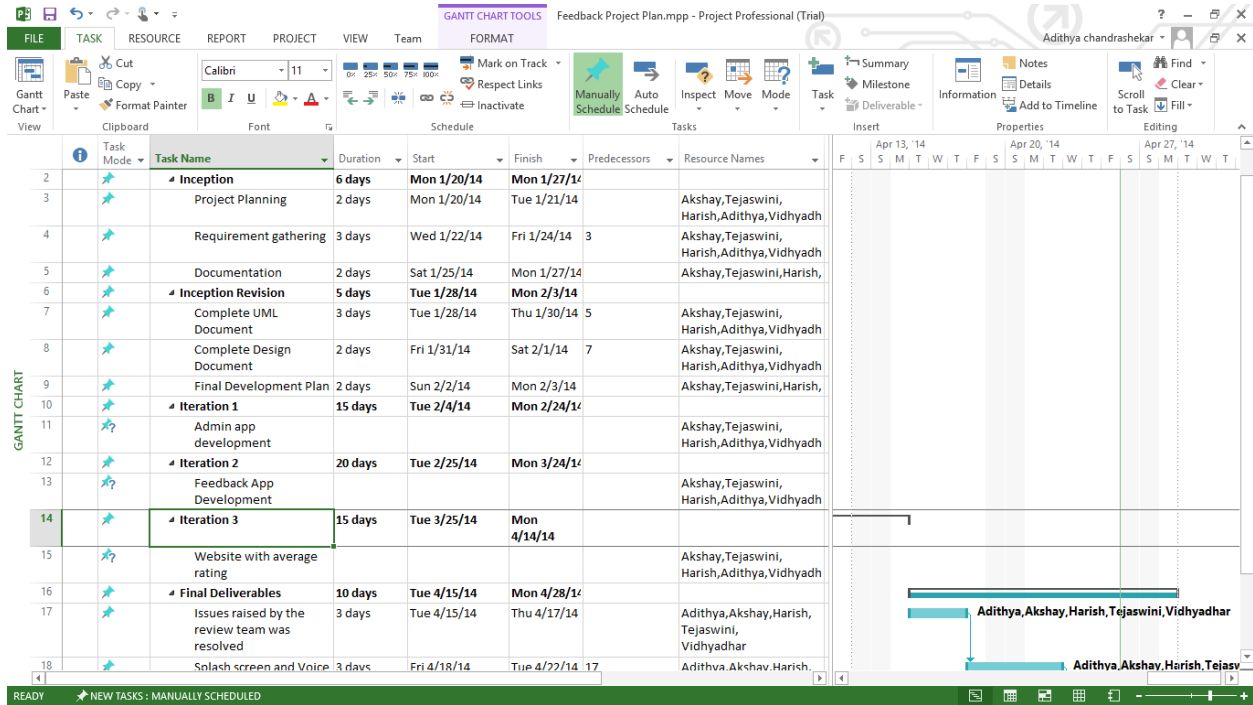 GANTT CHART TOOLS Feedback Project Plan.mpp - Project Professional (Trial) ?
FILE TASK RESOURCE REPORT PROJECT VIEW Team FORMAT Adithya chandrashekar
Gantt Chart
View
Paste
Cut
Copy
Format Painter
Clipboard
Calibri 11
B I U A
Font
0× 25× 50× 75× 100×
Mark on Track
Respect Links
Inactivate
Schedule
Manually Schedule
Auto Schedule
Inspect
Move
Mode
Tasks
Task
Summary
Milestone
Deliverable
Insert
Information
Notes
Details
Add to Timeline
Properties
Scroll to Task
Find
Clear
Fill
Editing
GANTT CHART
Task Mode Task Name Duration Start Finish Predecessors Resource Names
Apr 13, '14 Apr 20, '14 Apr 27, '14
F S S M T W T F S S M T W T F S S M T W T
2 Inception 6 days Mon 1/20/14 Mon 1/27/14
3 Project Planning 2 days Mon 1/20/14 Tue 1/21/14 Akshay,Tejaswini,
Harish,Adithya,Vidhyadh
4 Requirement gathering 3 days Wed 1/22/14 Fri 1/24/14 3 Akshay,Tejaswini,
Harish,Adithya,Vidhyadh
5 Documentation 2 days Sat 1/25/14 Mon 1/27/14 Akshay,Tejaswini,Harish,
6 Inception Revision 5 days Tue 1/28/14 Mon 2/3/14
7 Complete UML 3 days Tue 1/28/14 Thu 1/30/14 5 Akshay,Tejaswini,
Document Harish,Adithya,Vidhyadh
8 Complete Design 2 days Fri 1/31/14 Sat 2/1/14 7 Akshay,Tejaswini,
Document Harish,Adithya,Vidhyadh
9 Final Development Plan 2 days Sun 2/2/14 Mon 2/3/14 Akshay,Tejaswini,Harish,
10 Iteration 1 15 days Tue 2/4/14 Mon 2/24/14
11 ? Admin app Akshay,Tejaswini,
development Harish,Adithya,Vidhyadh
12 Iteration 2 20 days Tue 2/25/14 Mon 3/24/14
13 ? Feedback App Akshay,Tejaswini,
Development Harish,Adithya,Vidhyadh
14 Iteration 3 15 days Tue 3/25/14 Mon
4/14/14
15 ? Website with average Akshay,Tejaswini,
rating Harish,Adithya,Vidhyadh
16 Final Deliverables 10 days Tue 4/15/14 Mon 4/28/14
17 Issues raised by the 3 days Tue 4/15/14 Thu 4/17/14 Adithya,Akshay,Harish, Adithya,Akshay,Harish,Tejaswini,Vidhyadhar
review team was Tejaswini,
resolved Vidhyadhar
18 Splash screen and Voice 3 days Fri 4/18/14 Tue 4/22/14 17 Adithya,Akshay,Harish, Adithya,Akshay,Harish,Tejasw
READY NEW TASKS : MANUALLY SCHEDULED